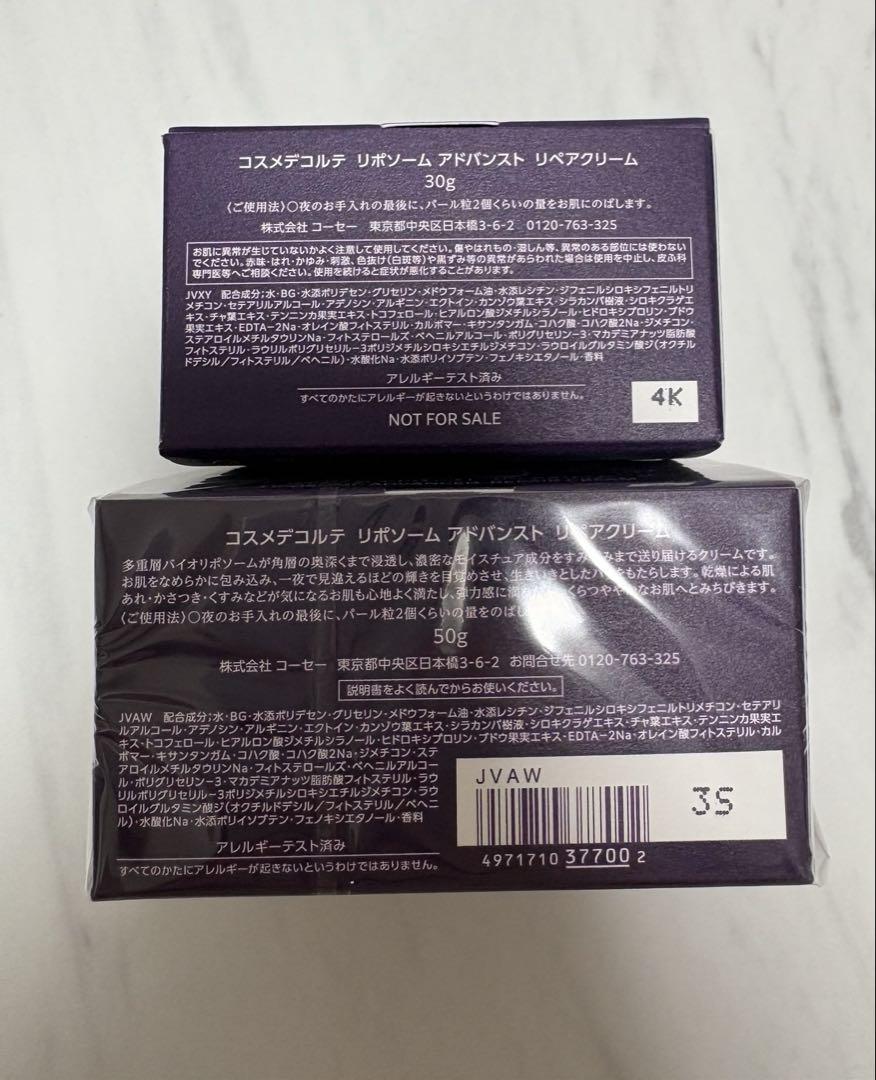 コスメデコルテ リポソーム アドバンスト リペアクリーム
30g
〈ご使用法〉○夜のお手入れの最後に、パール粒2個くらいの量をお肌にのばします。
株式会社 コーセー 東京都中央区日本橋3-6-2 0120-763-325
お肌に異常が生じていないかよく注意して使用してください。傷やはれもの・湿しん等、異常のある部位には使わない
でください。赤味・はれ・かゆみ・刺激、色抜け(白斑等)や黒ずみ等の異常があらわれた場合は使用を中止し、皮ふ科
専門医等へご相談ください。使用を続けると症状が悪化することがあります。
JVXY 配合成分;水・BG・水添ポリデセン・グリセリン・メドウフォーム油・水添レシチン・ジフェニルシロキシフェニルトリ
メチコン・セテアリルアルコール・アデノシン・アルギニン・エクトイン・カンゾウ葉エキス・シラカンバ樹液・シロキクラゲエ
キス・チャ葉エキス・テンニンカ果実エキス・トコフェロール・ヒアルロン酸ジメチルシラノール・ヒドロキシプロリン・ブドウ
果実エキス・EDTA-2Na・オレイン酸フィトステリル・カルボマー・キサンタンガム・コハク酸・コハク酸2Na・ジメチコン・
ステアロイルメチルタウリンNa・フィトステロールズ・ベヘニルアルコール・ポリグリセリン-3・マカデミアナッツ脂肪酸
フィトステリル・ラウリルポリグリセリル-3ポリジメチルシロキシエチルジメチコン・ラウロイルグルタミン酸ジ(オクチル
ドデシル/フィトステリル/ベヘニル)・水酸化Na・水添ポリイソブテン・フェノキシエタノール・香料
アレルギーテスト済み
すべてのかたにアレルギーが起きないというわけではありません。
NOT FOR SALE
4K
コスメデコルテ リポソーム アドバンスト リペアクリーム
多重層バイオリポソームが角層の奥深くまで浸透し、濃密なモイスチュア成分をすみずみまで送り届けるクリームです。
お肌をなめらかに包み込み、一夜で見違えるほどの輝きを目覚めさせ、生きいきとしたハリをもたらします。乾燥による肌
あれ・かさつき・くすみなどが気になるお肌も心地よく満たし、弾力感に満ちたふっくらつややかなお肌へとみちびきます。
〈ご使用法〉○夜のお手入れの最後に、パール粒2個くらいの量をのばし
50g
株式会社 コーセー 東京都中央区日本橋3-6-2 お問合せ先 0120-763-325
説明書をよく読んでからお使いください。
JVAW 配合成分;水・BG・水添ポリデセン・グリセリン・メドウフォーム油・水添レシチン・ジフェニルシロキシフェニルトリメチコン・セテアリ
ルアルコール・アデノシン・アルギニン・エクトイン・カンゾウ葉エキス・シラカンバ樹液・シロキクラゲエキス・チャ葉エキス・テンニンカ果実エ
キス・トコフェロール・ヒアルロン酸ジメチルシラノール・ヒドロキシプロリン・ブドウ果実エキス・EDTA-2Na・オレイン酸フィトステリル・カル
ボマー・キサンタンガム・コハク酸・コハク酸2Na・ジメチコン・ステ
アロイルメチルタウリンNa・フィトステロールズ・ベヘニルアルコー
ル・ポリグリセリン-3・マカデミアナッツ脂肪酸フィトステリル・ラウ
リルポリグリセリル-3ポリジメチルシロキシエチルジメチコン・ラウ
ロイルグルタミン酸ジ(オクチルドデシル/フィトステリル/ベヘニ
ル)・水酸化Na・水添ポリイソブテン・フェノキシエタノール・香料
アレルギーテスト済み
すべてのかたにアレルギーが起きないというわけではありません。
JVAW
3S
4971710 37700 2